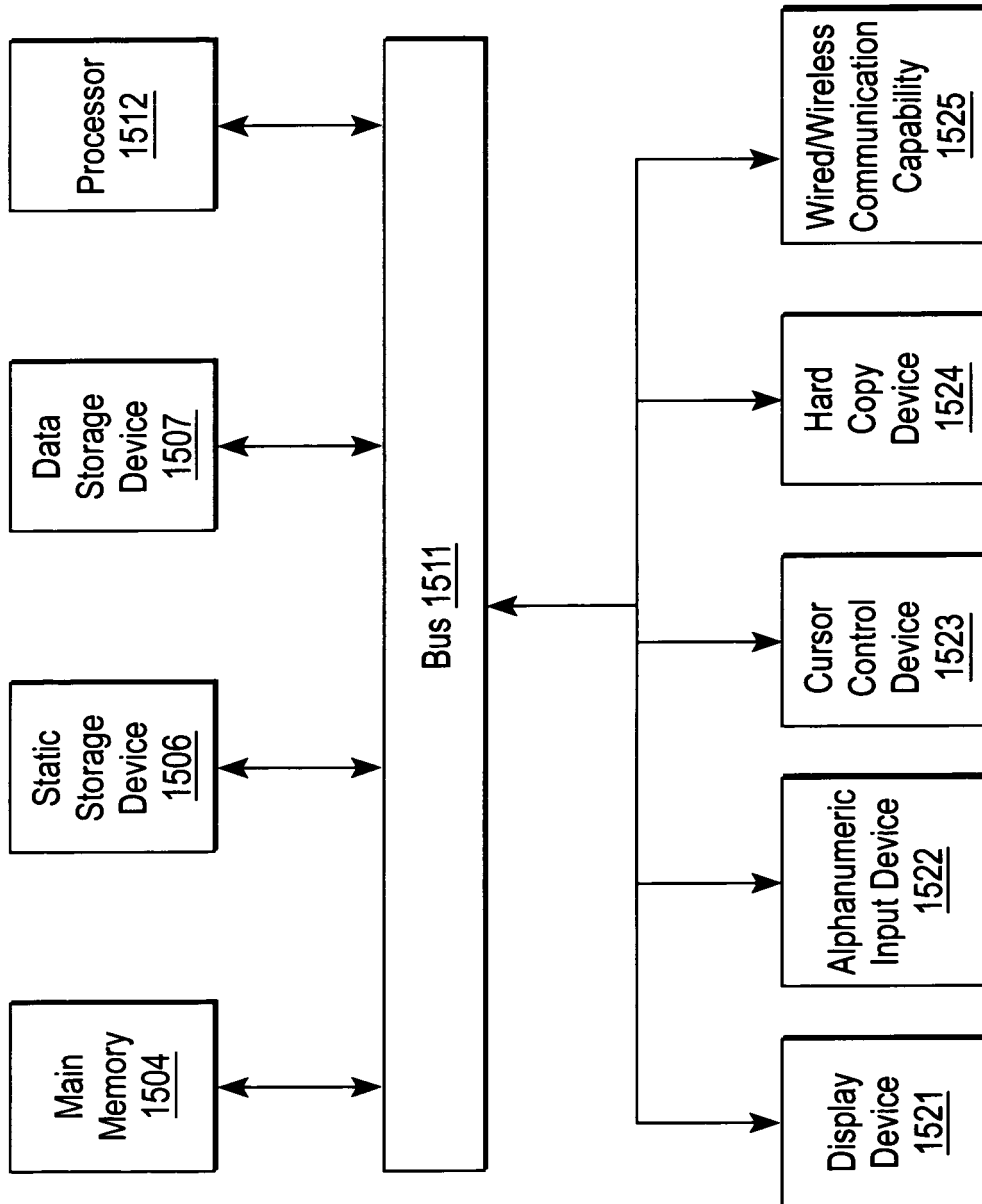 Main
Memory
1504
Static
Storage
Device
1506
Data
Storage
Device
1507
Processor
1512
Bus 1511
Display
Device
1521
Alphanumeric
Input Device
1522
Cursor
Control
Device
1523
Hard
Copy
Device
1524
Wired/Wireless
Communication
Capability
1525